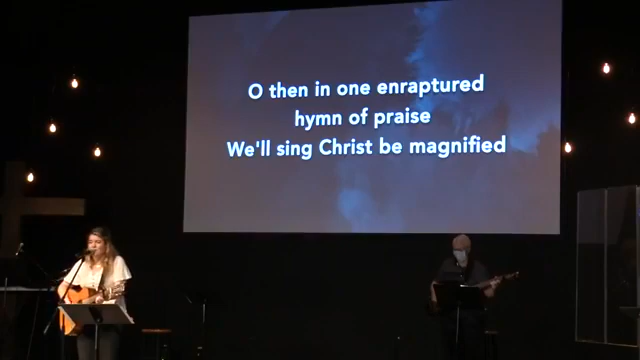 O then in one enraptured
hymn of praise
We'll sing Christ be magnified